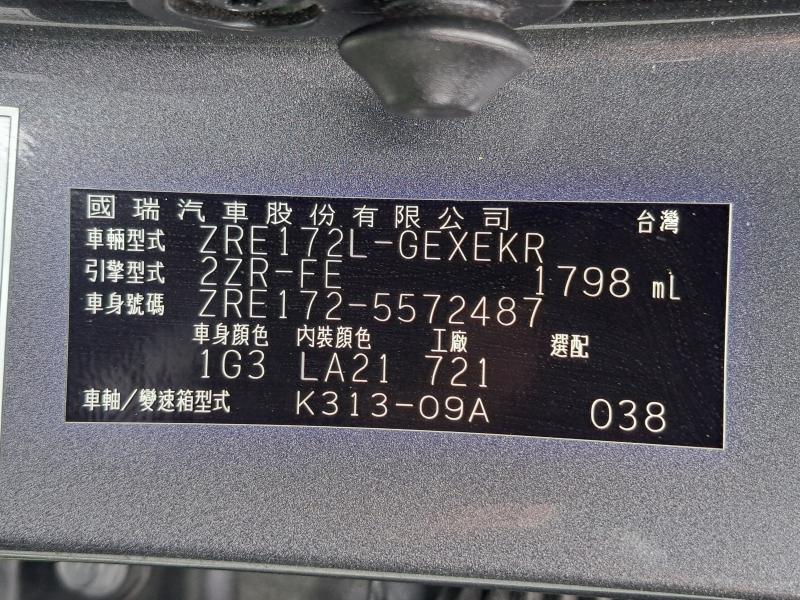 國瑞汽車股份有限公司 台灣
車輛型式 ZRE172L-GEXEKR
引擎型式 2ZR-FE 1798 mL
車身號碼 ZRE172-5572487
車身顏色 內裝顏色 工廠 選配
1G3 LA21 721
車軸/變速箱型式 K313-09A 038